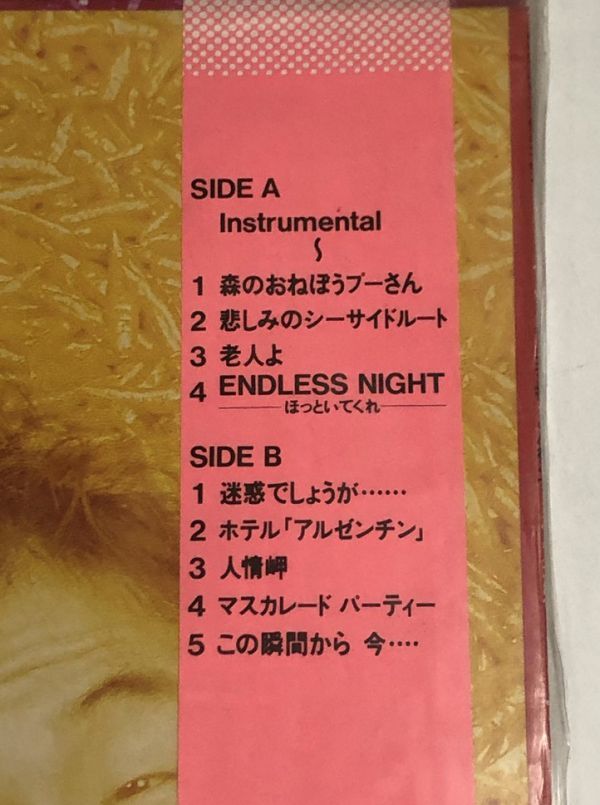 SIDE A
Instrumental
〜
1 森のおねぼうプーさん
2 悲しみのシーサイドルート
3 老人よ
4 ENDLESS NIGHT
——ほっといてくれ——
SIDE B
1 迷惑でしょうが……
2 ホテル「アルゼンチン」
3 人情岬
4 マスカレード パーティー
5 この瞬間から 今‥‥